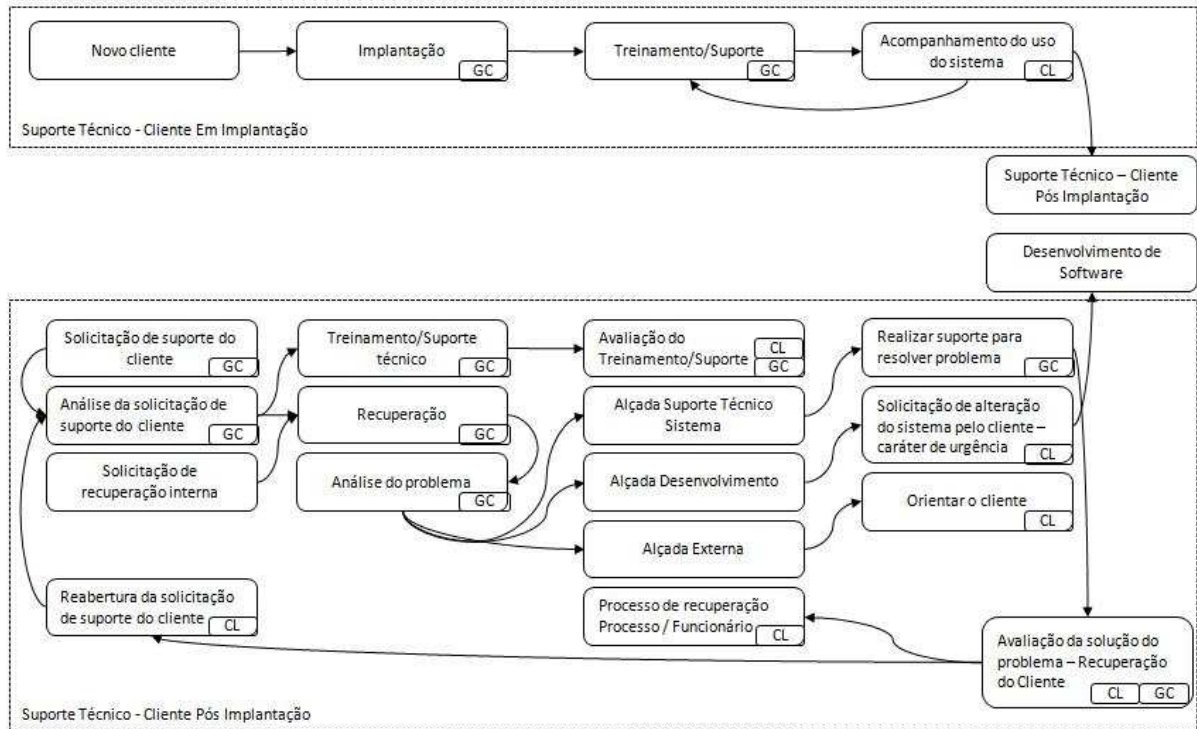 Novo cliente
Implantação
GC
Treinamento/Suporte
GC
Acompanhamento do uso
do sistema
CL
Suporte Técnico - Cliente Em Implantação
Suporte Técnico – Cliente
Pós Implantação
Desenvolvimento de
Software
Solicitação de suporte do
cliente
GC
Treinamento/Suporte
técnico
GC
Avaliação do
Treinamento/Suporte
CL
GC
Realizar suporte para
resolver problema
GC
Análise da solicitação de
suporte do cliente
GC
Recuperação
GC
Alçada Suporte Técnico
Sistema
Solicitação de alteração
do sistema pelo cliente –
caráter de urgência
CL
Solicitação de
recuperação interna
Análise do problema
GC
Alçada Desenvolvimento
Orientar o cliente
CL
Alçada Externa
Reabertura da solicitação
de suporte do cliente
CL
Processo de recuperação
Processo / Funcionário
CL
Avaliação da solução do
problema – Recuperação
do Cliente
CL GC
Suporte Técnico - Cliente Pós Implantação